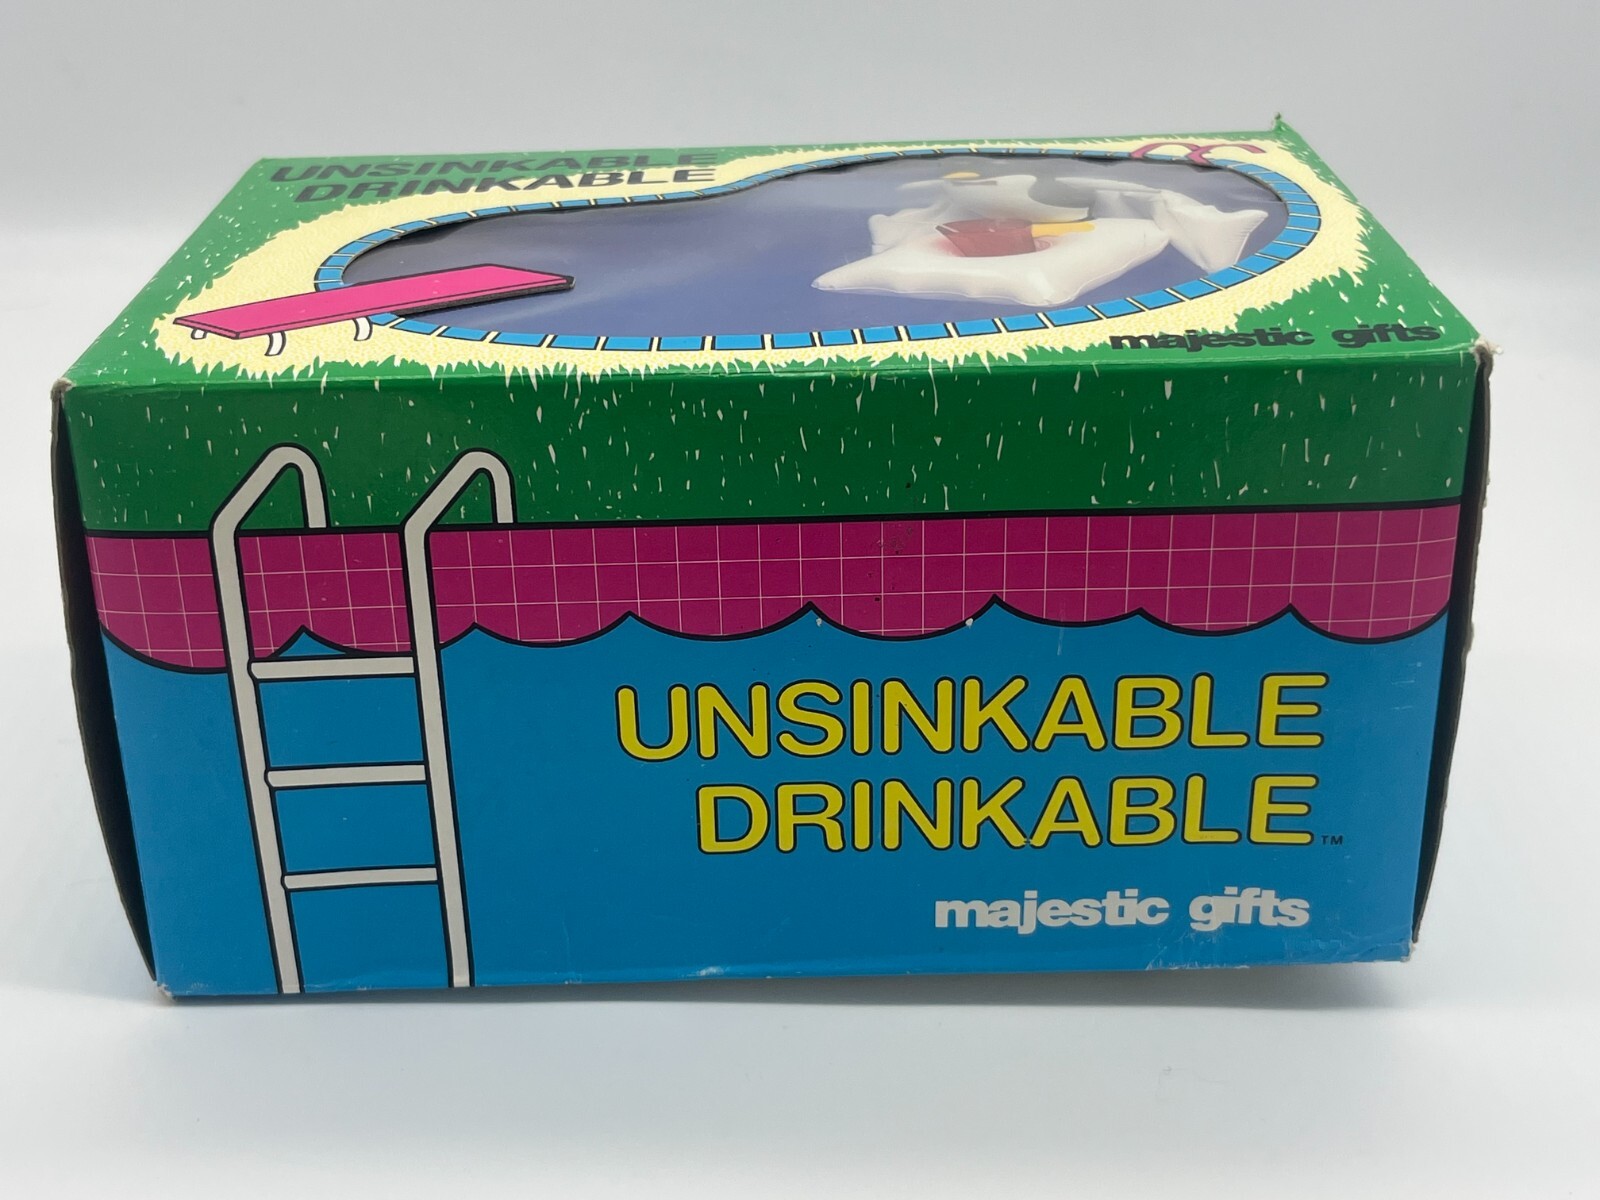 UNSINKABLE
DRINKABLE
majestic gifts
UNSINKABLE
DRINKABLE™
majestic gifts